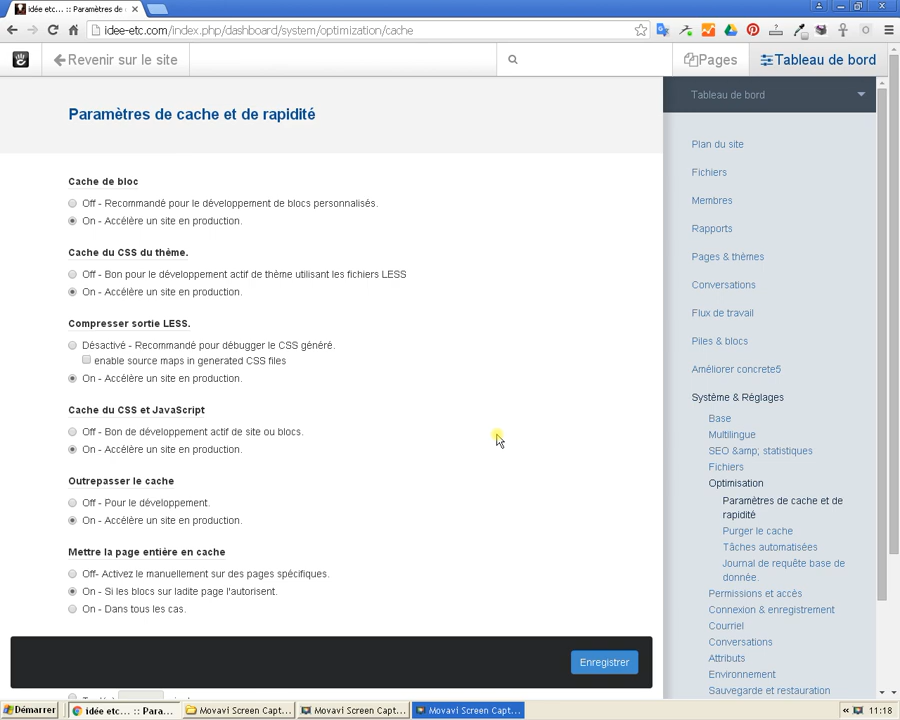 idée etc... :: Paramètres de
idee-etc.com/index.php/dashboard/system/optimization/cache
Revenir sur le site
Pages
Tableau de bord
Paramètres de cache et de rapidité
Cache de bloc
Off - Recommandé pour le développement de blocs personnalisés.
On - Accélère un site en production.
Cache du CSS du thème.
Off - Bon pour le développement actif de thème utilisant les fichiers LESS
On - Accélère un site en production.
Compresser sortie LESS.
Désactivé - Recommandé pour débugger le CSS généré.
enable source maps in generated CSS files
On - Accélère un site en production.
Cache du CSS et JavaScript
Off - Bon de développement actif de site ou blocs.
On - Accélère un site en production.
Outrepasser le cache
Off - Pour le développement.
On - Accélère un site en production.
Mettre la page entière en cache
Off- Activez le manuellement sur des pages spécifiques.
On - Si les blocs sur ladite page l'autorisent.
On - Dans tous les cas.
Enregistrer
Tableau de bord
Plan du site
Fichiers
Membres
Rapports
Pages & thèmes
Conversations
Flux de travail
Piles & blocs
Améliorer concrete5
Système & Réglages
Base
Multilingue
SEO &amp; statistiques
Fichiers
Optimisation
Paramètres de cache et de
rapidité
Purger le cache
Tâches automatisées
Journal de requête base de
donnée.
Permissions et accès
Connexion & enregistrement
Courriel
Conversations
Attributs
Environnement
Sauvegarde et restauration
Démarrer
idée etc... :: Para...
Movavi Screen Capt...
Movavi Screen Capt...
Movavi Screen Capt...
«
11:18